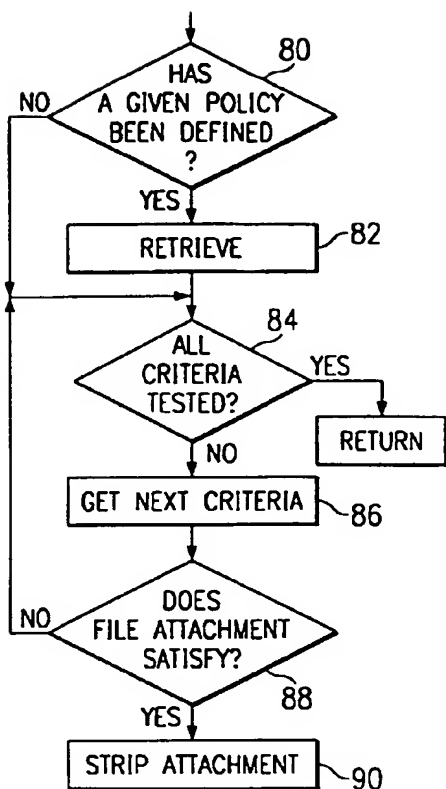 80
HAS
A GIVEN POLICY
BEEN DEFINED
?
NO
YES
RETRIEVE
82
84
ALL
CRITERIA
TESTED?
YES
RETURN
NO
GET NEXT CRITERIA
86
DOES
FILE ATTACHMENT
SATISFY?
NO
88
YES
STRIP ATTACHMENT
90